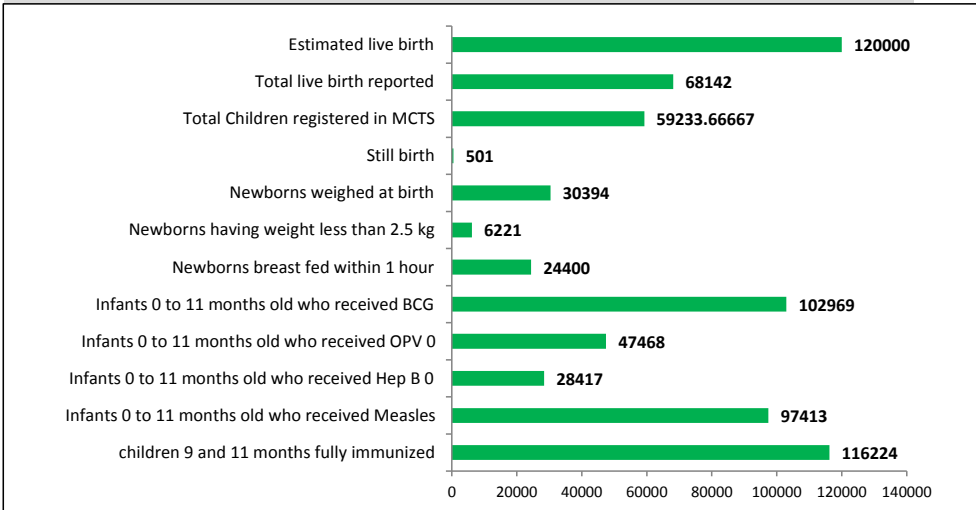 Estimated live birth 120000
Total live birth reported 68142
Total Children registered in MCTS 59233.66667
Still birth 501
Newborns weighed at birth 30394
Newborns having weight less than 2.5 kg 6221
Newborns breast fed within 1 hour 24400
Infants 0 to 11 months old who received BCG 102969
Infants 0 to 11 months old who received OPV 0 47468
Infants 0 to 11 months old who received Hep B 0 28417
Infants 0 to 11 months old who received Measles 97413
children 9 and 11 months fully immunized 116224
0 20000 40000 60000 80000 100000 120000 140000